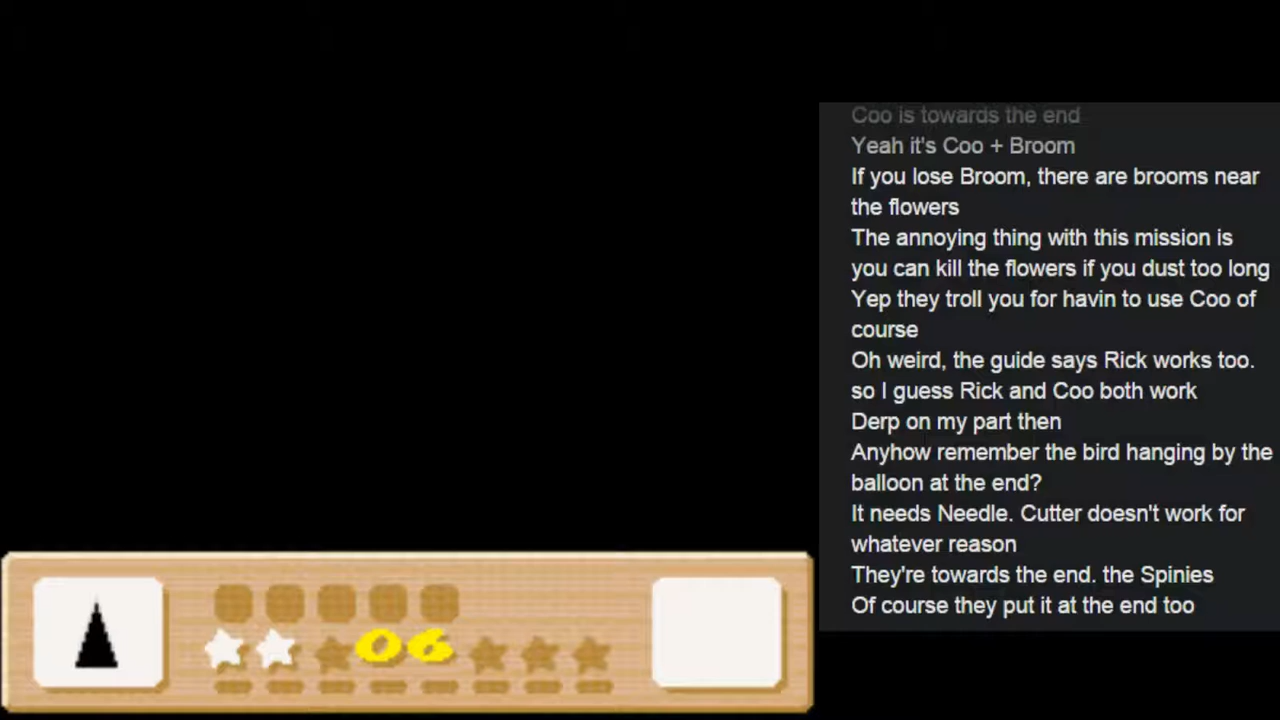 Coo is towards the end
Yeah it's Coo + Broom
If you lose Broom, there are brooms near
the flowers
The annoying thing with this mission is
you can kill the flowers if you dust too long
Yep they troll you for havin to use Coo of
course
Oh weird, the guide says Rick works too.
so I guess Rick and Coo both work
Derp on my part then
Anyhow remember the bird hanging by the
balloon at the end?
It needs Needle. Cutter doesn't work for
whatever reason
They're towards the end. the Spinies
Of course they put it at the end too
06